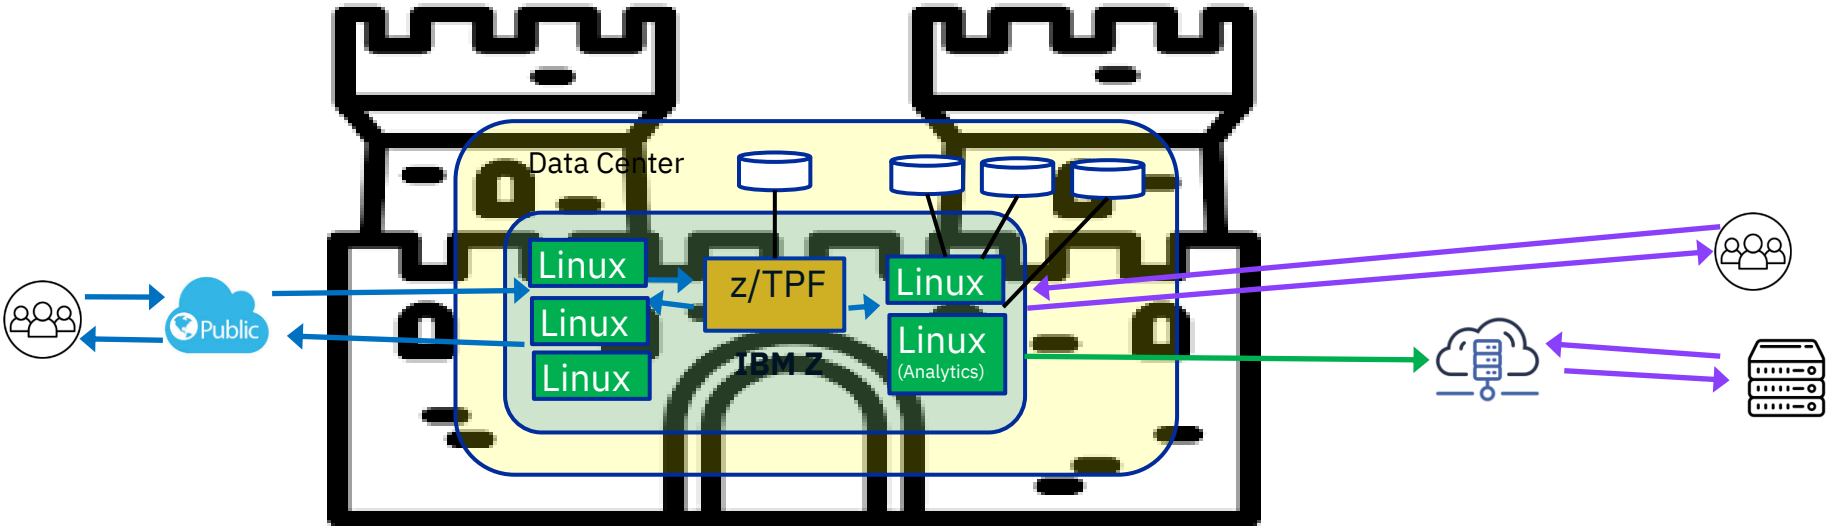 Data Center
Linux
Linux
Linux
z/TPF
IBM Z
Linux
Linux
(Analytics)
Public